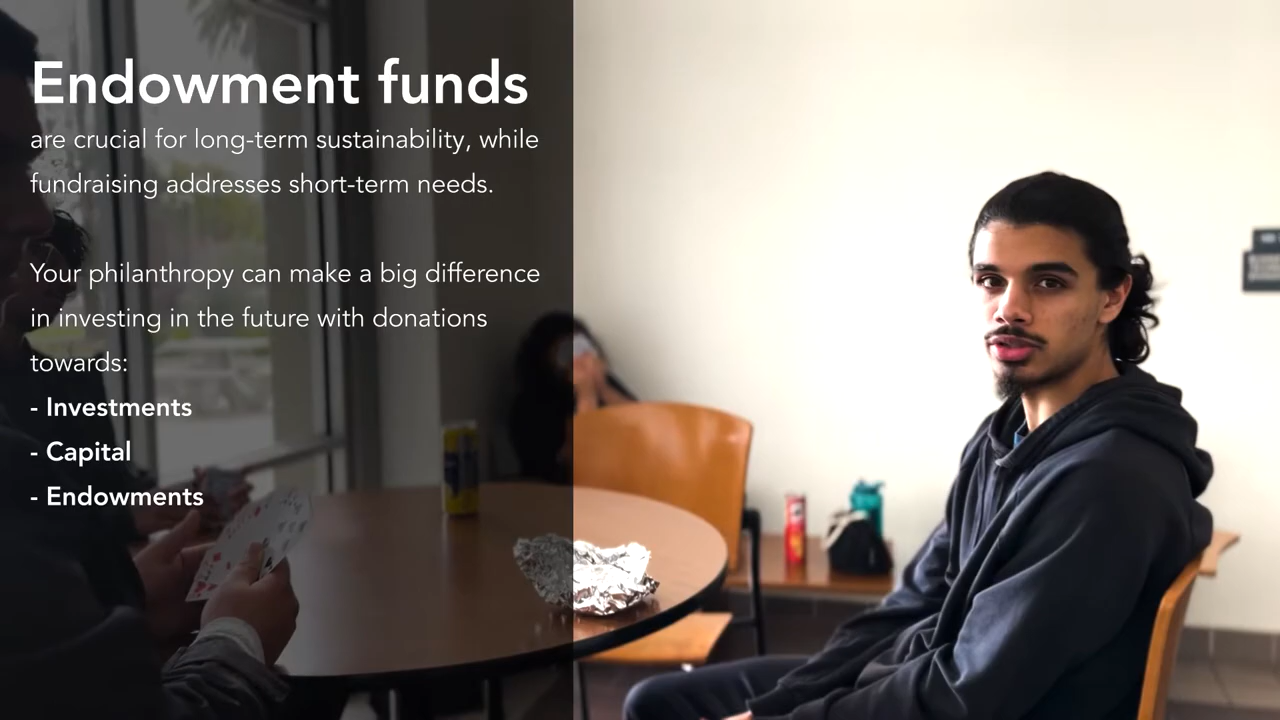 Endowment funds
are crucial for long-term sustainability, while
fundraising addresses short-term needs.
Your philanthropy can make a big difference
in investing in the future with donations
towards:
- Investments
- Capital
- Endowments